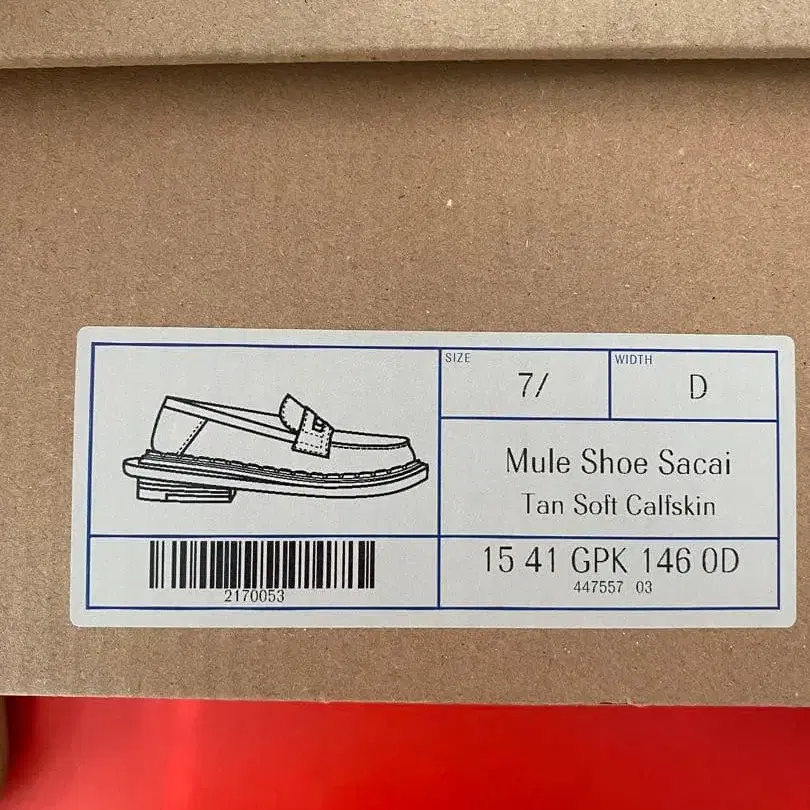 SIZE
7/
WIDTH
D
Mule Shoe Sacai
Tan Soft Calfskin
2170053
15 41 GPK 146 0D
447557 03